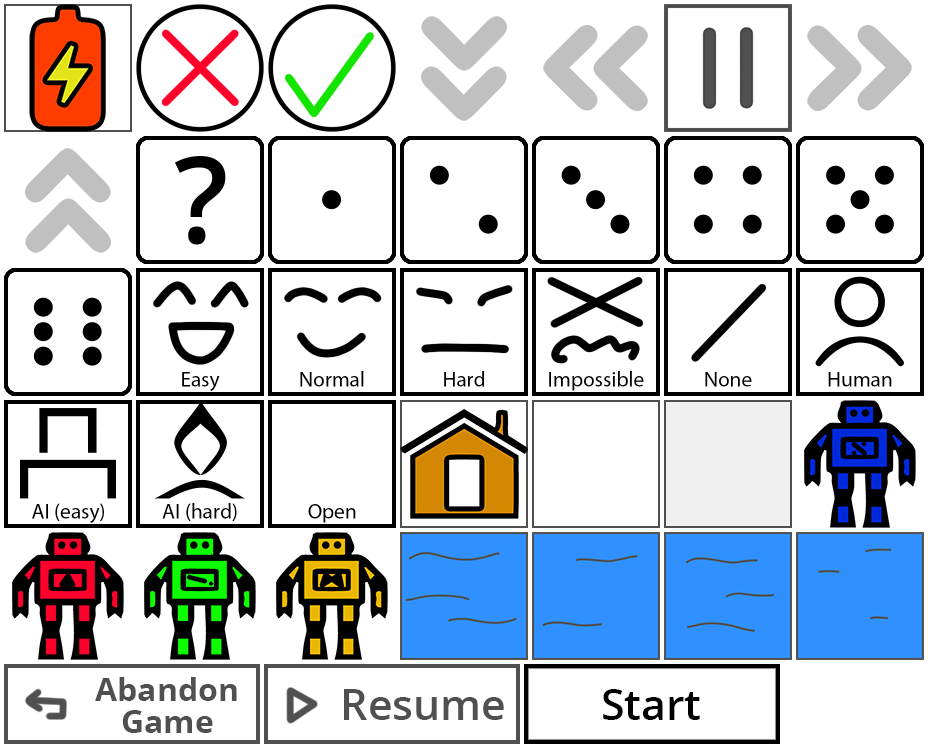 ?
Easy
Normal
Hard
Impossible
None
Human
AI (easy)
AI (hard)
Open
Abandon
Game
Resume
Start